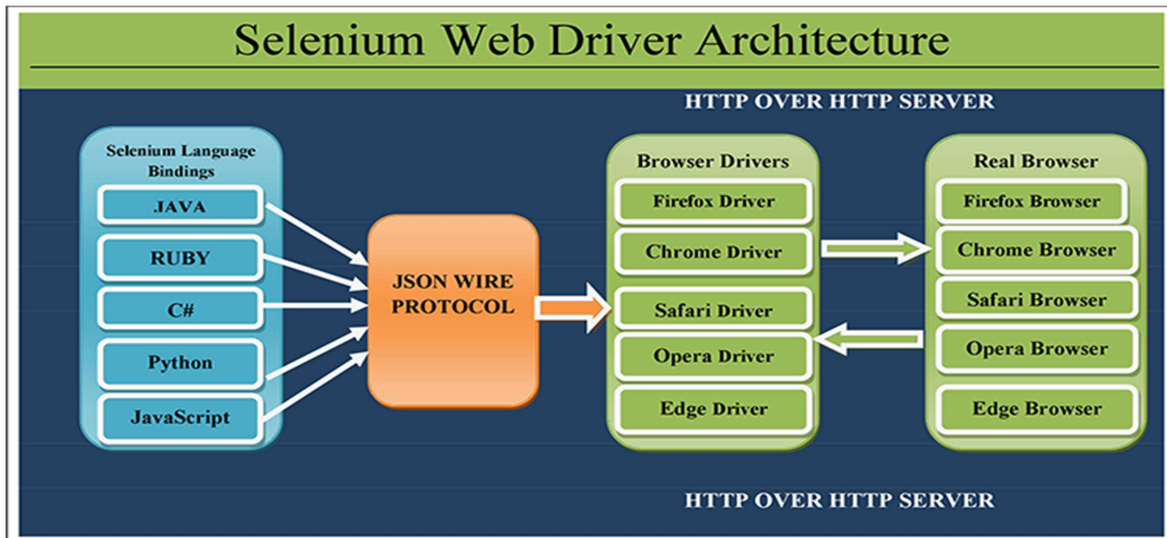 Selenium Web Driver Architecture
HTTP OVER HTTP SERVER
Selenium Language
Bindings
JAVA
RUBY
C#
Python
JavaScript
JSON WIRE
PROTOCOL
Browser Drivers
Firefox Driver
Chrome Driver
Safari Driver
Opera Driver
Edge Driver
Real Browser
Firefox Browser
Chrome Browser
Safari Browser
Opera Browser
Edge Browser
HTTP OVER HTTP SERVER